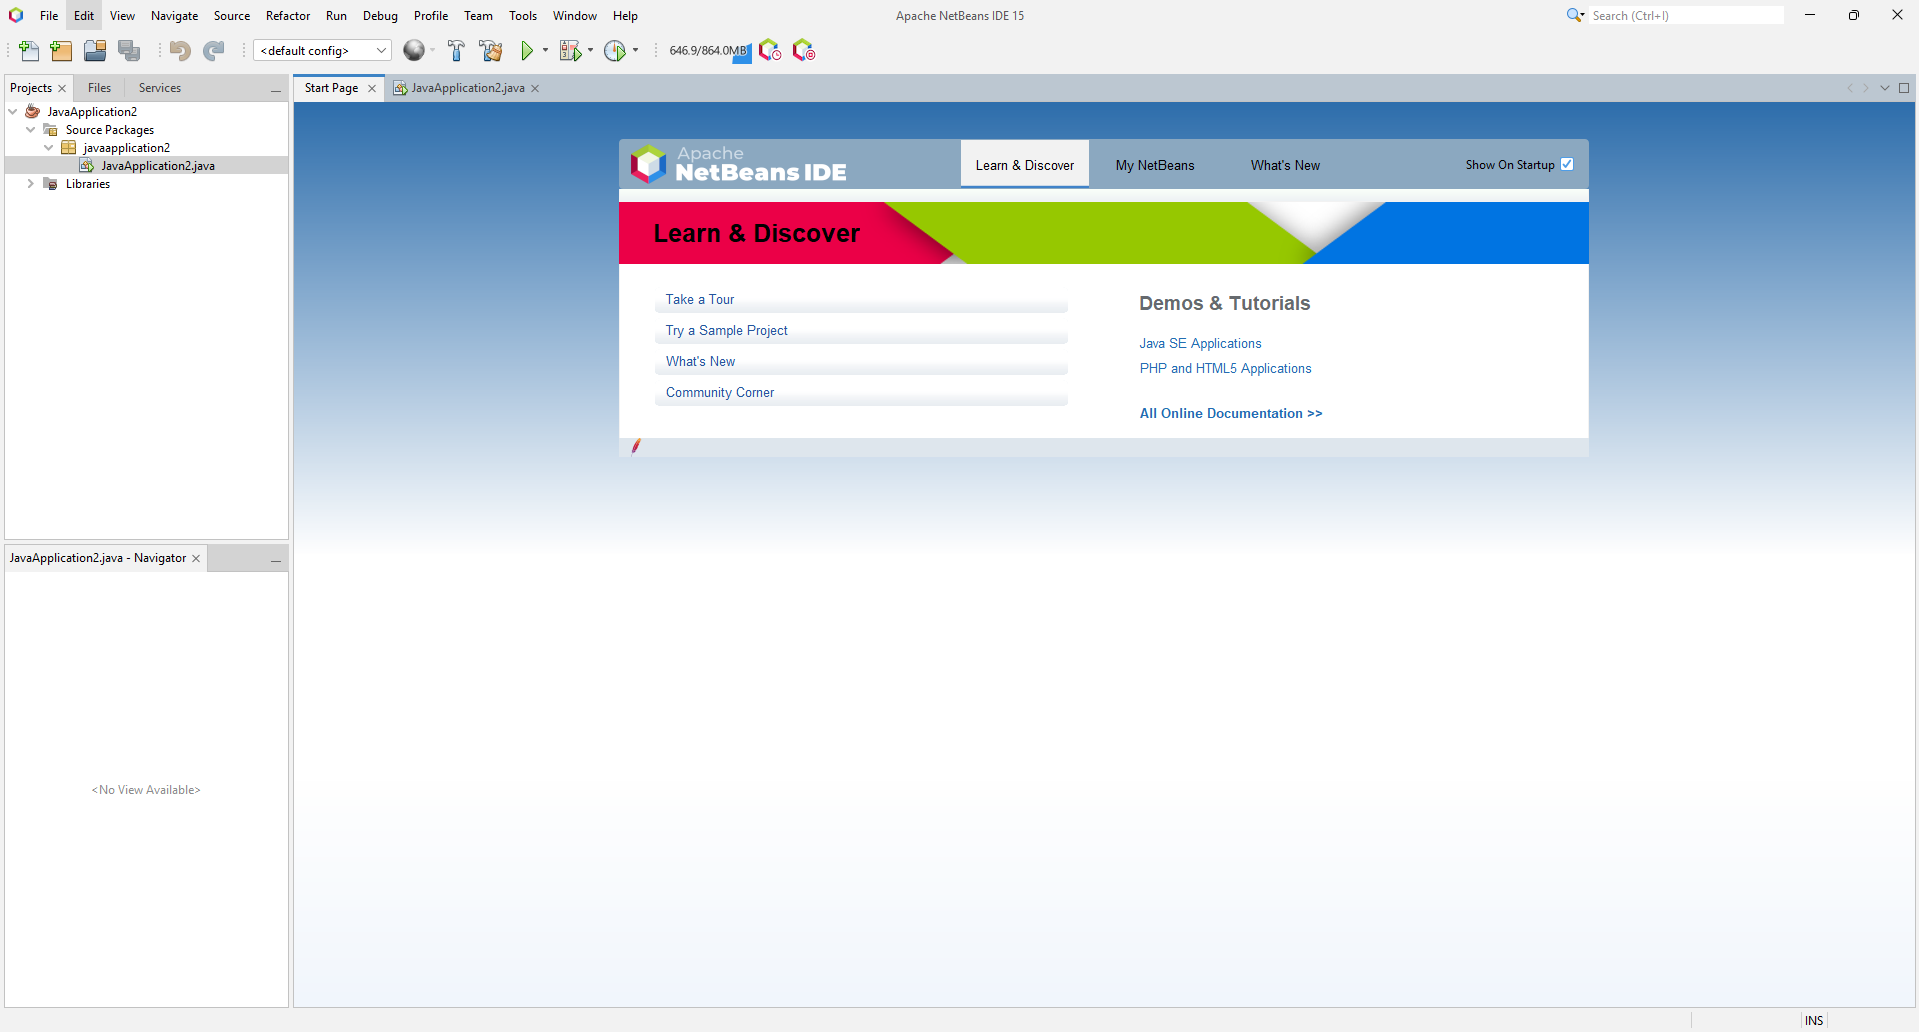 File Edit View Navigate Source Refactor Run Debug Profile Team Tools Window Help
Apache NetBeans IDE 15
Search (Ctrl+I)
<default config>
646.9/864.0MB
Projects Files Services
Start Page JavaApplication2.java
JavaApplication2
Source Packages
javaapplication2
JavaApplication2.java
Libraries
Apache
NetBeans IDE
Learn & Discover My NetBeans What's New Show On Startup
Learn & Discover
Take a Tour
Try a Sample Project
What's New
Community Corner
Demos & Tutorials
Java SE Applications
PHP and HTML5 Applications
All Online Documentation >>
JavaApplication2.java - Navigator
<No View Available>
INS